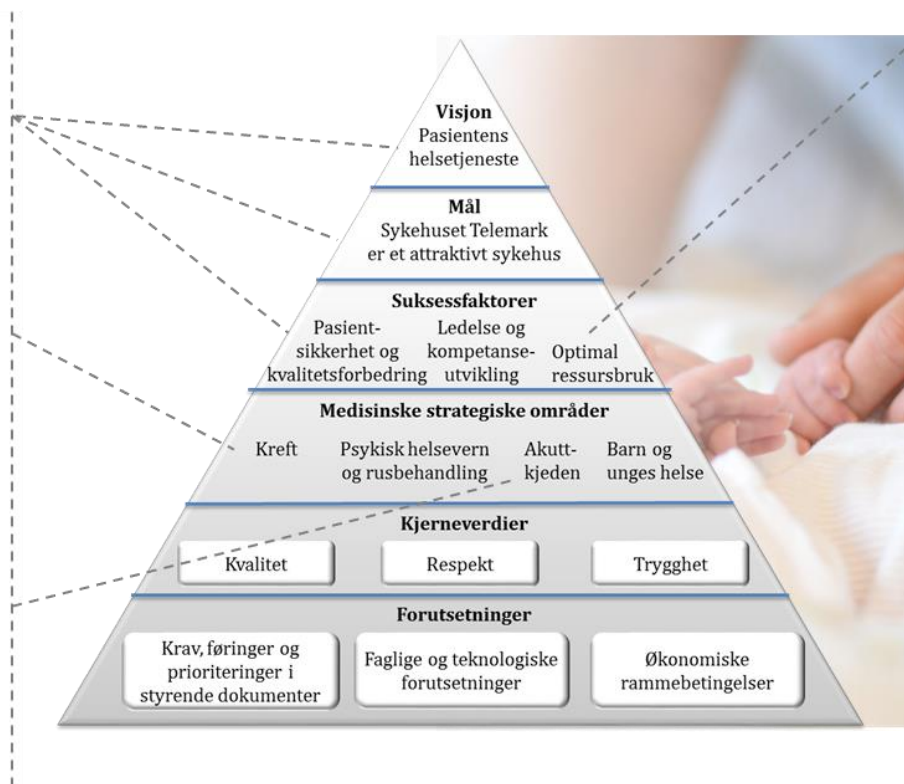 Visjon
Pasientens
helsetjeneste
Mål
Sykehuset Telemark
er et attraktivt sykehus
Suksessfaktorer
Pasient-
sikkerhet og
kvalitetsforbedring
Ledelse og
kompetanse-
utvikling
Optimal
ressursbruk
Medisinske strategiske områder
Kreft
Psykisk helsevern
og rusbehandling
Akutt-
kjeden
Barn og
unges helse
Kjerneverdier
Kvalitet
Respekt
Trygghet
Forutsetninger
Krav, føringer og
prioriteringer i
styrende dokumenter
Faglige og teknologiske
forutsetninger
Økonomiske
rammebetingelser